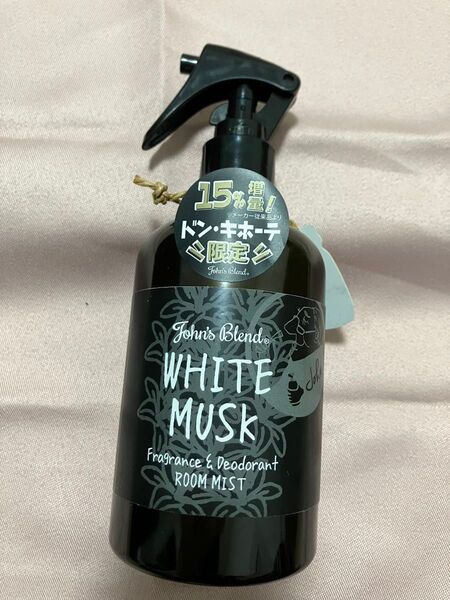 15%増量!
メーカー従来品より
ドン・キホーテ
限定
John's Blend®
John's Blend®
WHITE
MUSK
Fragrance & Deodorant
ROOM MIST